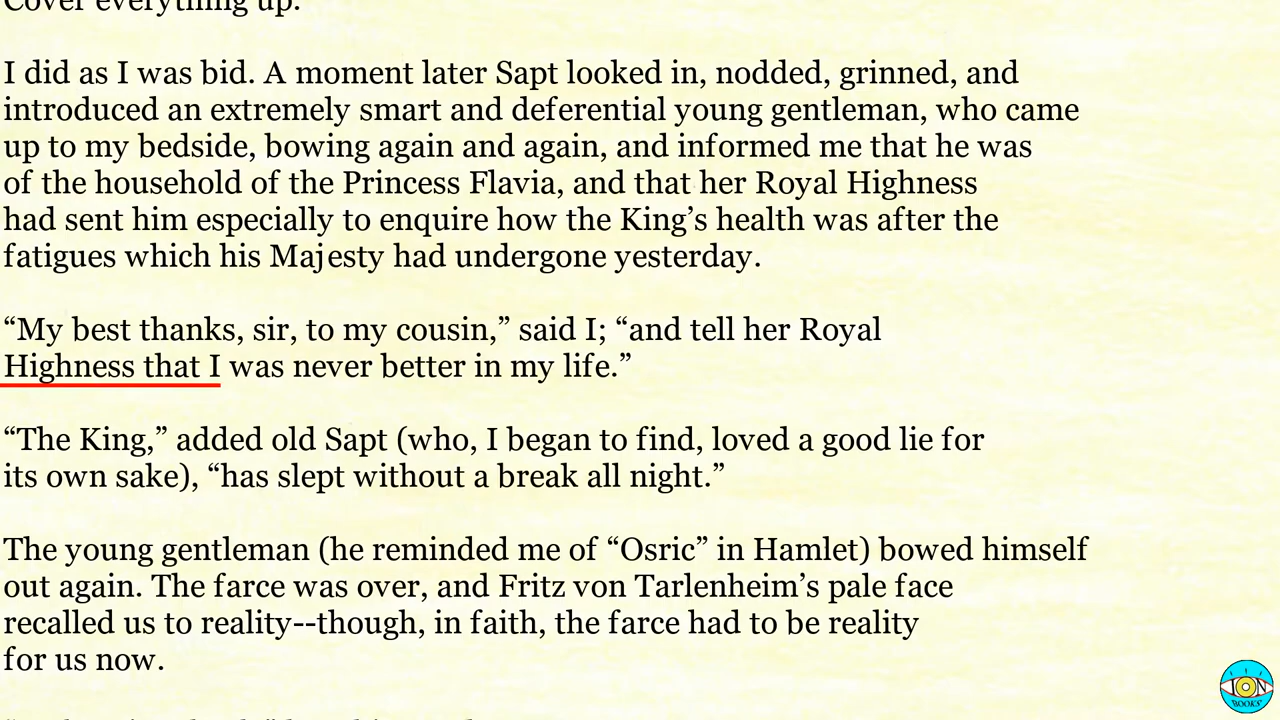 Cover everything up.
I did as I was bid. A moment later Sapt looked in, nodded, grinned, and
introduced an extremely smart and deferential young gentleman, who came
up to my bedside, bowing again and again, and informed me that he was
of the household of the Princess Flavia, and that her Royal Highness
had sent him especially to enquire how the King’s health was after the
fatigues which his Majesty had undergone yesterday.
“My best thanks, sir, to my cousin,” said I; “and tell her Royal
Highness that I was never better in my life.”
“The King,” added old Sapt (who, I began to find, loved a good lie for
its own sake), “has slept without a break all night.”
The young gentleman (he reminded me of “Osric” in Hamlet) bowed himself
out again. The farce was over, and Fritz von Tarlenheim’s pale face
recalled us to reality--though, in faith, the farce had to be reality
for us now.
ION
BOOKS